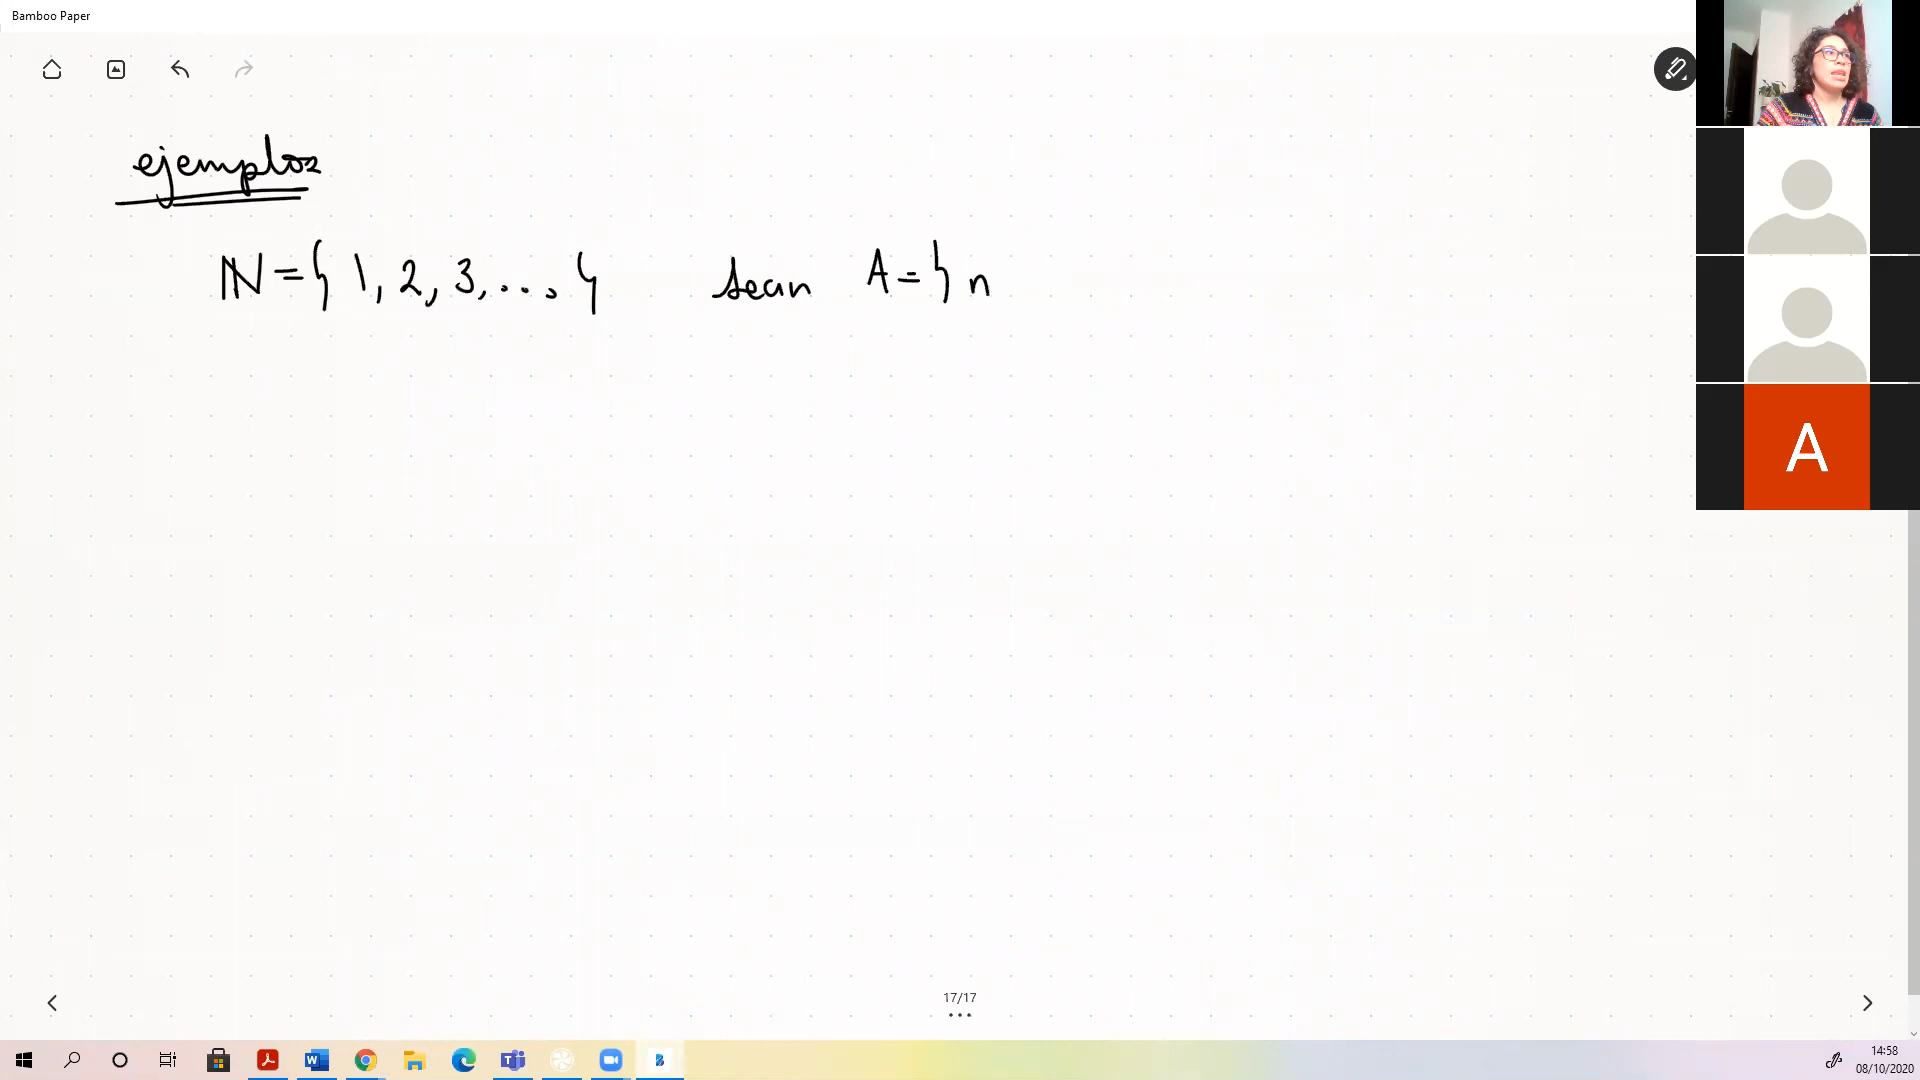 Bamboo Paper
ejemplos
ℕ = { 1, 2, 3, ... }   sean   A = { n
A
17/17
14:58
08/10/2020